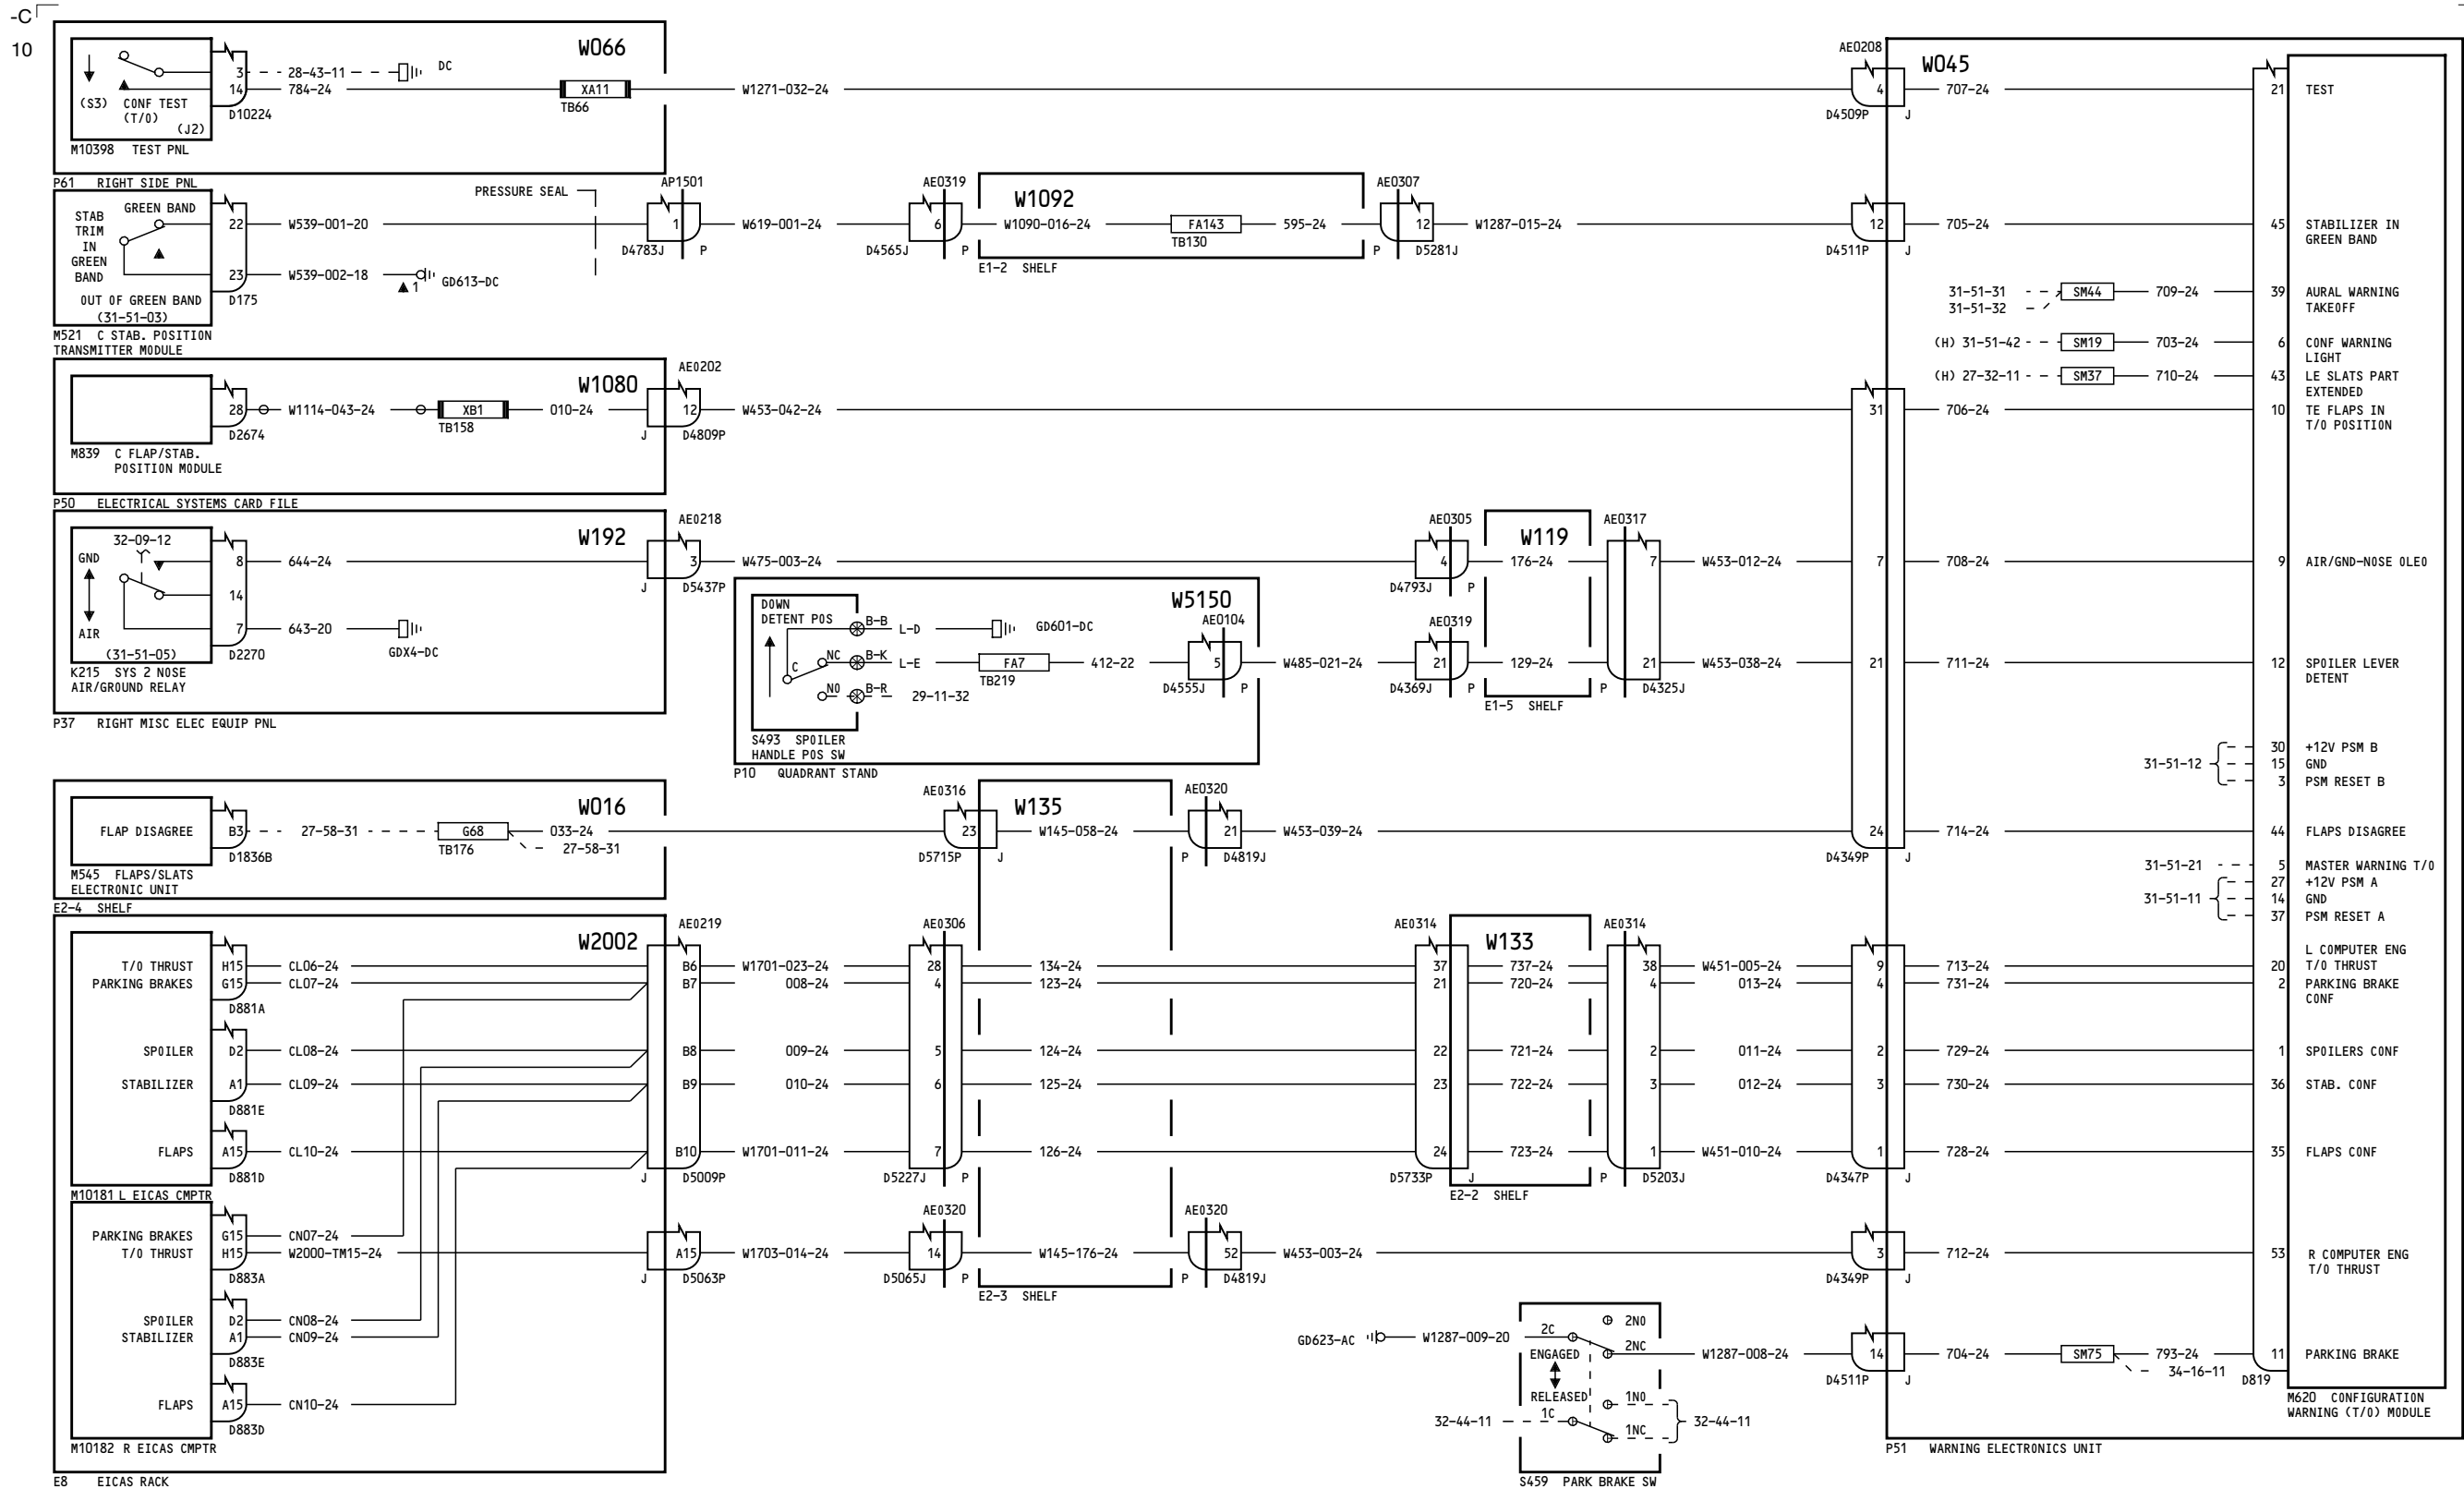 -C
10
W066
3 28-43-11 DC
14 784-24 XA11 W1271-032-24
TB66
(S3) CONF TEST
(T/O)
(J2)
D10224
M10398 TEST PNL
P61 RIGHT SIDE PNL
AE0208
W045
4 707-24 21 TEST
D4509P J
PRESSURE SEAL
AP1501
AE0319
W1092
AE0307
STAB
TRIM
IN
GREEN
BAND
GREEN BAND
22 W539-001-20 1 W619-001-24 6 W1090-016-24 FA143 595-24 12 W1287-015-24 12 705-24 45 STABILIZER IN
GREEN BAND
TB130
D4783J P
D4565J P
P D5281J
D4511P J
E1-2 SHELF
23 W539-002-18 1 GD613-DC
OUT OF GREEN BAND
(31-51-03)
D175
M521 C STAB. POSITION
TRANSMITTER MODULE
31-51-31
31-51-32
SM44 709-24 39 AURAL WARNING
TAKEOFF
(H) 31-51-42 SM19 703-24 6 CONF WARNING
LIGHT
(H) 27-32-11 SM37 710-24 43 LE SLATS PART
EXTENDED
W1080
AE0202
28 W1114-043-24 XB1 010-24 12 W453-042-24 31 706-24 10 TE FLAPS IN
T/O POSITION
D2674
TB158
J D4809P
M839 C FLAP/STAB.
POSITION MODULE
P50 ELECTRICAL SYSTEMS CARD FILE
W192
AE0218
AE0305
W119
AE0317
32-09-12
GND
AIR
8 644-24 3 W475-003-24 4 176-24 7 W453-012-24 7 708-24 9 AIR/GND-NOSE OLEO
J D5437P
D4793J P
14
7 643-20
GDX4-DC
(31-51-05)
D2270
K215 SYS 2 NOSE
AIR/GROUND RELAY
P37 RIGHT MISC ELEC EQUIP PNL
W5150
DOWN
DETENT POS
B-B L-D GD601-DC
AE0104
AE0319
C NC B-K L-E FA7 412-22 5 W485-021-24 21 129-24 21 W453-038-24 21 711-24 12 SPOILER LEVER
DETENT
TB219
D4555J P
D4369J P
P D4325J
NO B-R 29-11-32
E1-5 SHELF
S493 SPOILER
HANDLE POS SW
P10 QUADRANT STAND
31-51-12
30 +12V PSM B
15 GND
3 PSM RESET B
W016
AE0316
W135
AE0320
FLAP DISAGREE B3 27-58-31 G68 033-24 23 W145-058-24 21 W453-039-24 24 714-24 44 FLAPS DISAGREE
27-58-31
TB176
D1836B
D5715P J
P D4819J
D4349P J
M545 FLAPS/SLATS
ELECTRONIC UNIT
E2-4 SHELF
31-51-21 5 MASTER WARNING T/O
31-51-11
27 +12V PSM A
14 GND
37 PSM RESET A
W2002
AE0219
AE0306
AE0314
W133
AE0314
L COMPUTER ENG
T/O THRUST H15 CL06-24 B6 W1701-023-24 28 134-24 37 737-24 38 W451-005-24 9 713-24 20 T/O THRUST
PARKING BRAKES G15 CL07-24 B7 008-24 4 123-24 21 720-24 4 013-24 4 731-24 2 PARKING BRAKE
CONF
D881A
SPOILER D2 CL08-24 B8 009-24 5 124-24 22 721-24 2 011-24 2 729-24 1 SPOILERS CONF
STABILIZER A1 CL09-24 B9 010-24 6 125-24 23 722-24 3 012-24 3 730-24 36 STAB. CONF
D881E
FLAPS A15 CL10-24 B10 W1701-011-24 7 126-24 24 723-24 1 W451-010-24 1 728-24 35 FLAPS CONF
D881D
J D5009P
D5227J P
D5733P J
P D5203J
D4347P J
E2-2 SHELF
M10181 L EICAS CMPTR
AE0320
AE0320
PARKING BRAKES G15 CN07-24
T/O THRUST H15 W2000-TM15-24 A15 W1703-014-24 14 W145-176-24 52 W453-003-24 3 712-24 53 R COMPUTER ENG
T/O THRUST
D883A
J D5063P
D5065J P
P D4819J
D4349P J
E2-3 SHELF
SPOILER D2 CN08-24
STABILIZER A1 CN09-24
D883E
FLAPS A15 CN10-24
D883D
M10182 R EICAS CMPTR
E8 EICAS RACK
2NO
GD623-AC W1287-009-20 2C 2NC W1287-008-24 14 704-24 SM75 793-24 11 PARKING BRAKE
34-16-11
ENGAGED
RELEASED
D4511P J
D819
1NO
32-44-11 1C 32-44-11
1NC
S459 PARK BRAKE SW
M620 CONFIGURATION
WARNING (T/O) MODULE
P51 WARNING ELECTRONICS UNIT